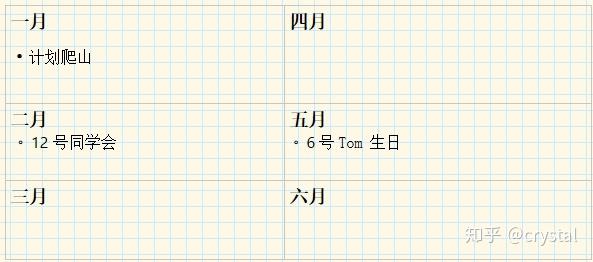 一月
• 计划爬山
四月
二月
◦ 12 号同学会
五月
◦ 6 号 Tom 生日
三月
六月
知乎 @crystal